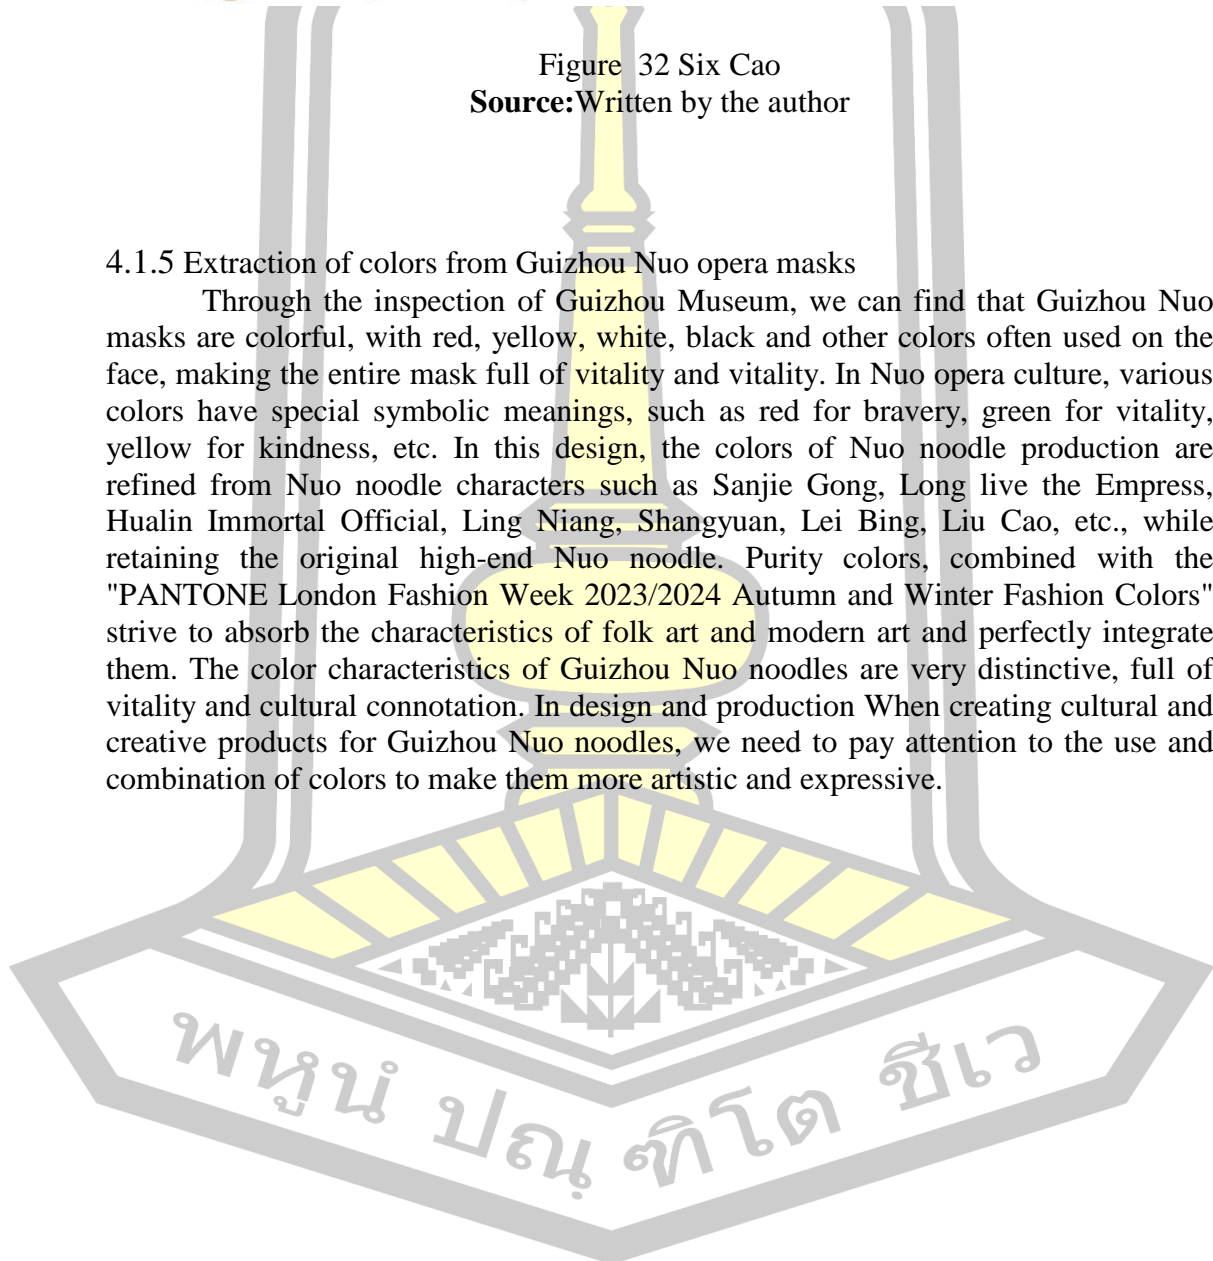 Figure 32 Six Cao
Source:Written by the author
4.1.5 Extraction of colors from Guizhou Nuo opera masks
Through the inspection of Guizhou Museum, we can find that Guizhou Nuo
masks are colorful, with red, yellow, white, black and other colors often used on the
face, making the entire mask full of vitality and vitality. In Nuo opera culture, various
colors have special symbolic meanings, such as red for bravery, green for vitality,
yellow for kindness, etc. In this design, the colors of Nuo noodle production are
refined from Nuo noodle characters such as Sanjie Gong, Long live the Empress,
Hualin Immortal Official, Ling Niang, Shangyuan, Lei Bing, Liu Cao, etc., while
retaining the original high-end Nuo noodle. Purity colors, combined with the
"PANTONE London Fashion Week 2023/2024 Autumn and Winter Fashion Colors"
strive to absorb the characteristics of folk art and modern art and perfectly integrate
them. The color characteristics of Guizhou Nuo noodles are very distinctive, full of
vitality and cultural connotation. In design and production When creating cultural and
creative products for Guizhou Nuo noodles, we need to pay attention to the use and
combination of colors to make them more artistic and expressive.
พหูนํ ปณฺฑิโต ชีเว